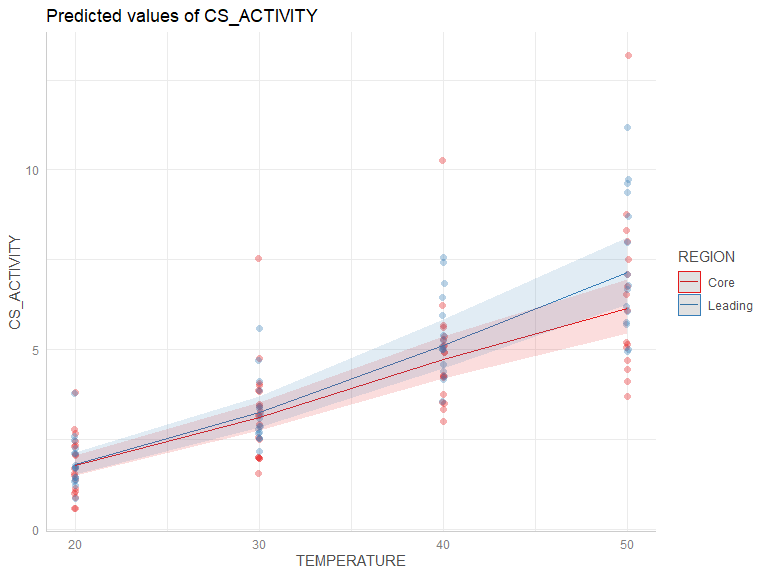 Predicted values of CS_ACTIVITY
CS_ACTIVITY
10
5
0
20 30 40 50
TEMPERATURE
REGION
Core
Leading